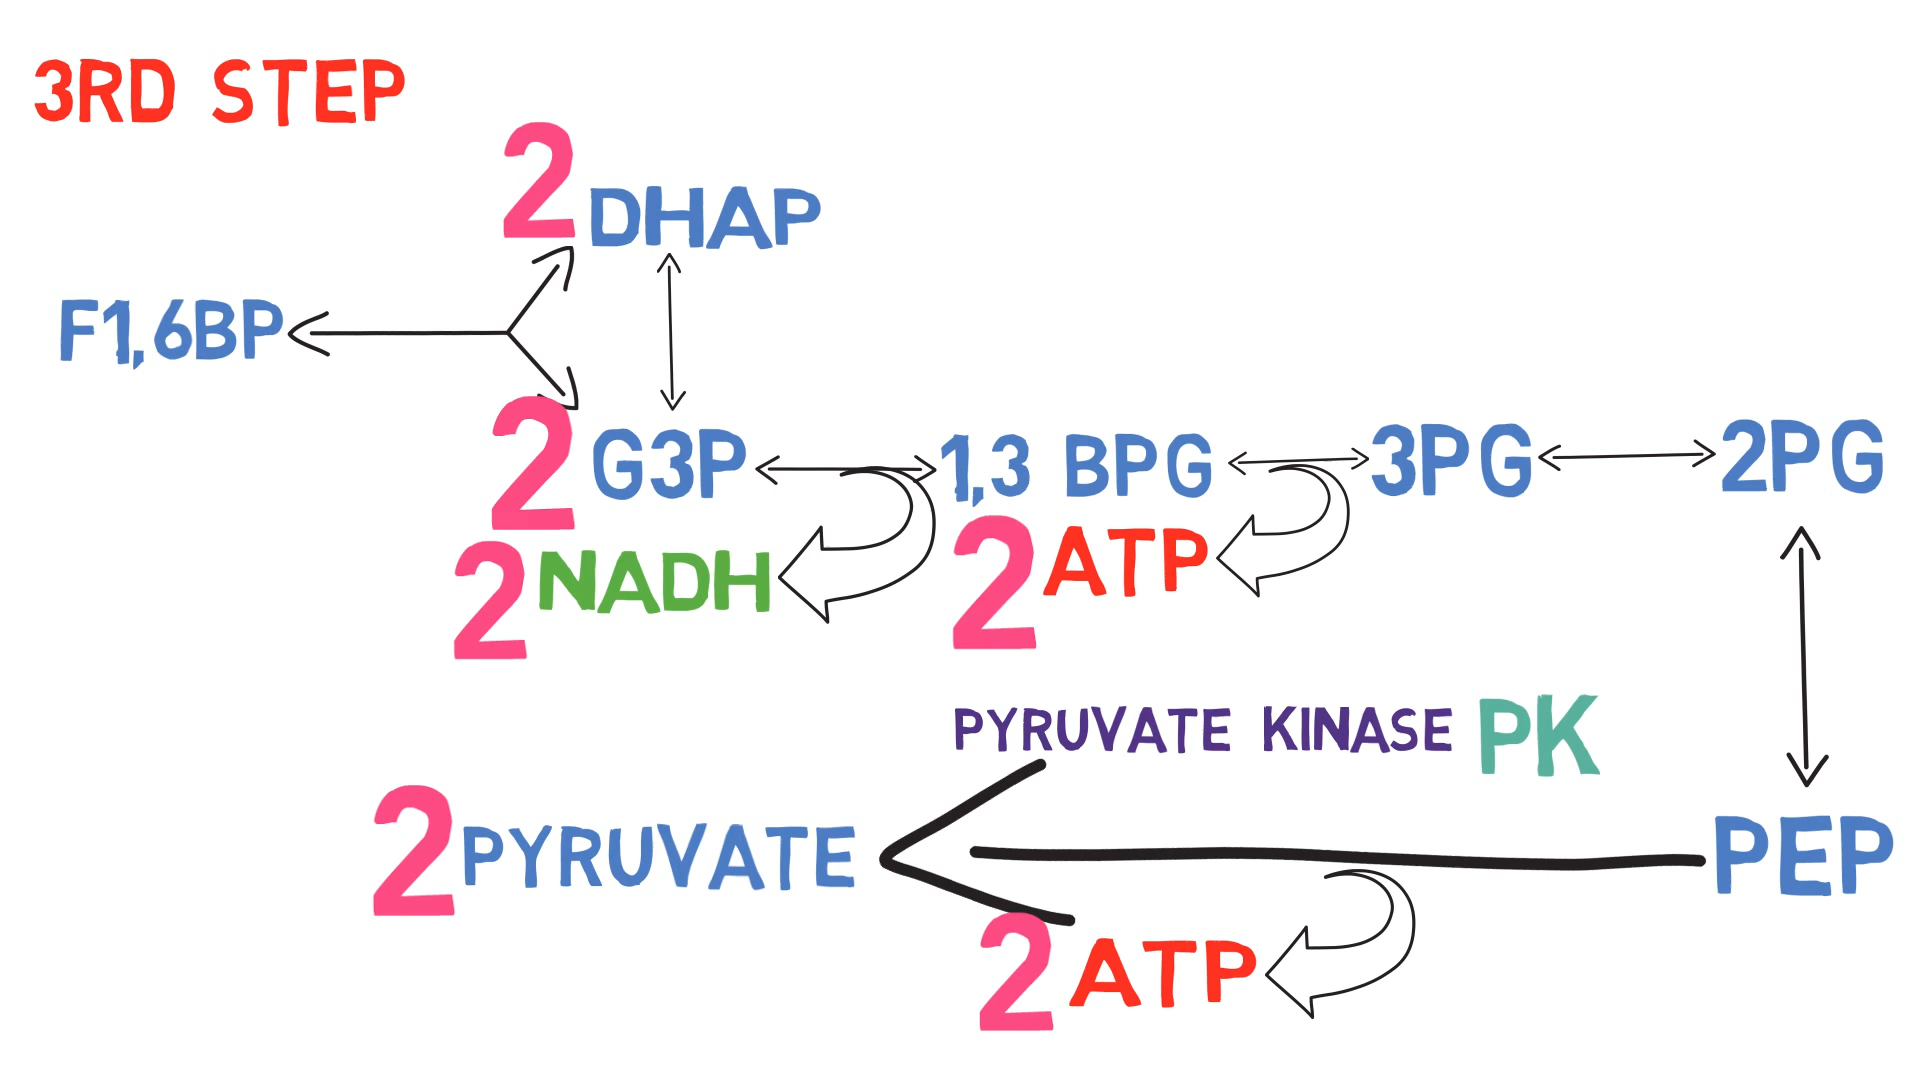 3RD STEP
2 DHAP
F1,6BP
2 G3P
1,3 BPG
3PG
2PG
2 NADH
2 ATP
PYRUVATE KINASE PK
2 PYRUVATE
PEP
2 ATP